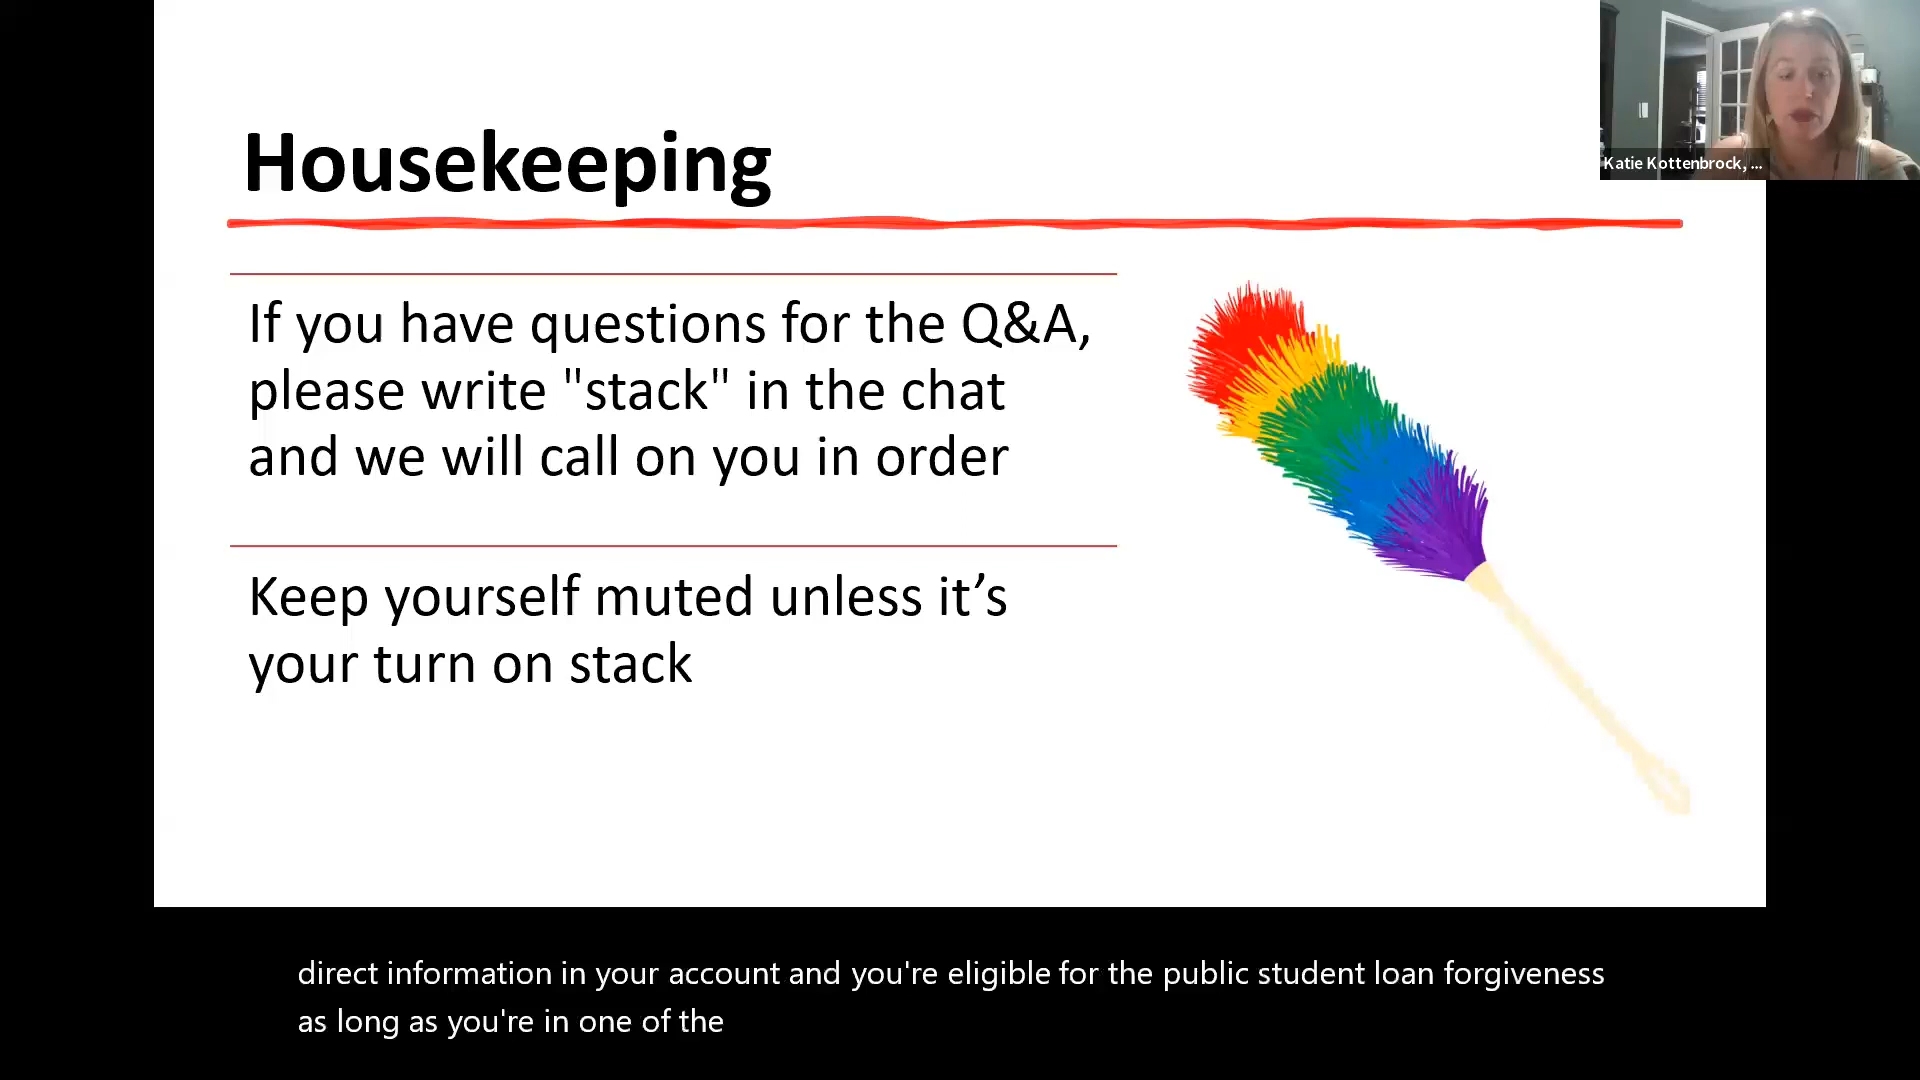 Housekeeping
Katie Kottenbrock, ...
If you have questions for the Q&A,
please write "stack" in the chat
and we will call on you in order
Keep yourself muted unless it’s
your turn on stack
direct information in your account and you're eligible for the public student loan forgiveness
as long as you're in one of the